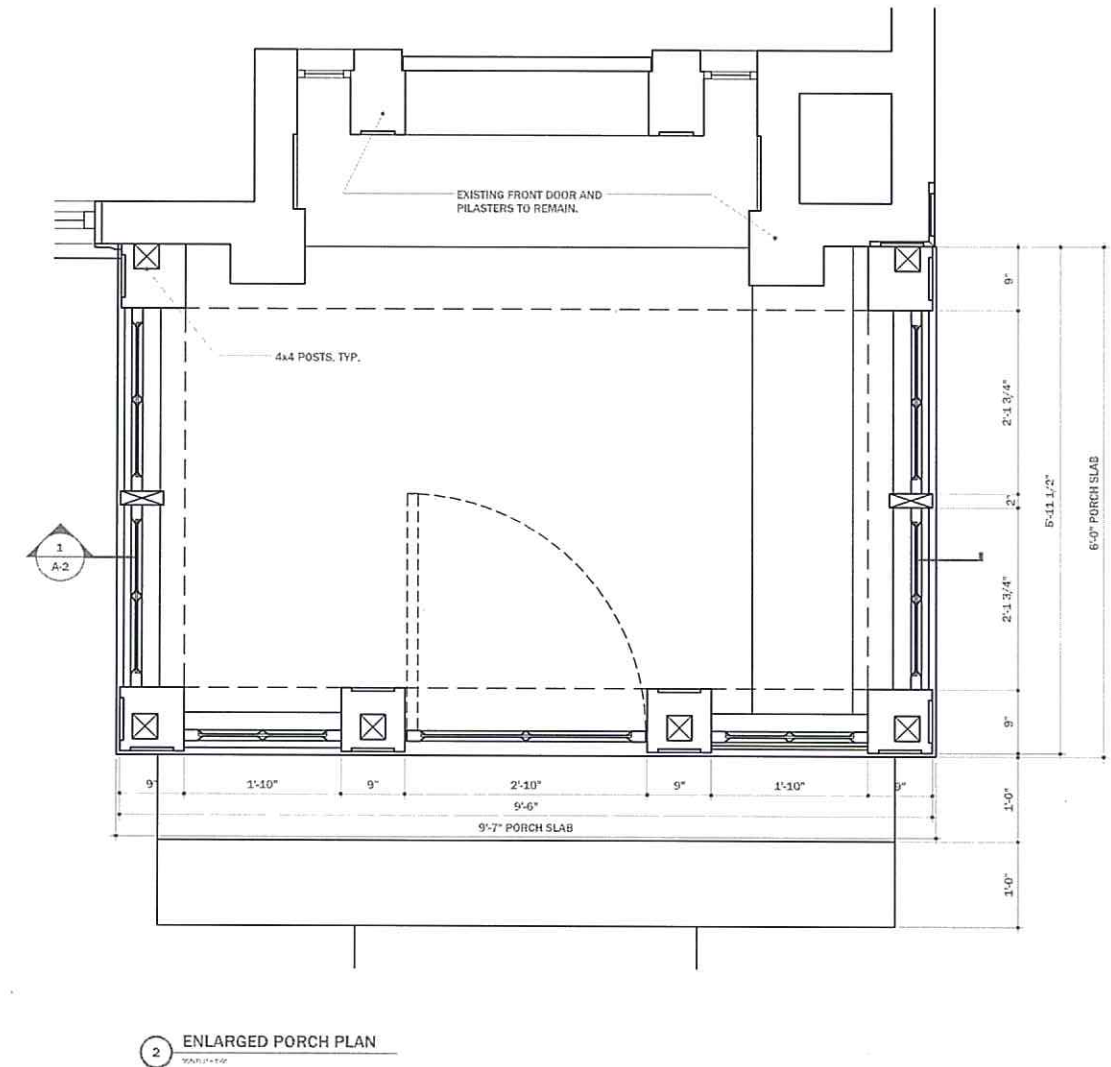 EXISTING FRONT DOOR AND
PILASTERS TO REMAIN.
4x4 POSTS. TYP.
9"
2'-1 3/4"
2"
2'-1 3/4"
9"
5'-11 1/2"
6'-0" PORCH SLAB
1
A-2
9"
1'-10"
9"
2'-10"
9"
1'-10"
9"
9'-6"
9'-7" PORCH SLAB
1'-0"
1'-0"
2
ENLARGED PORCH PLAN